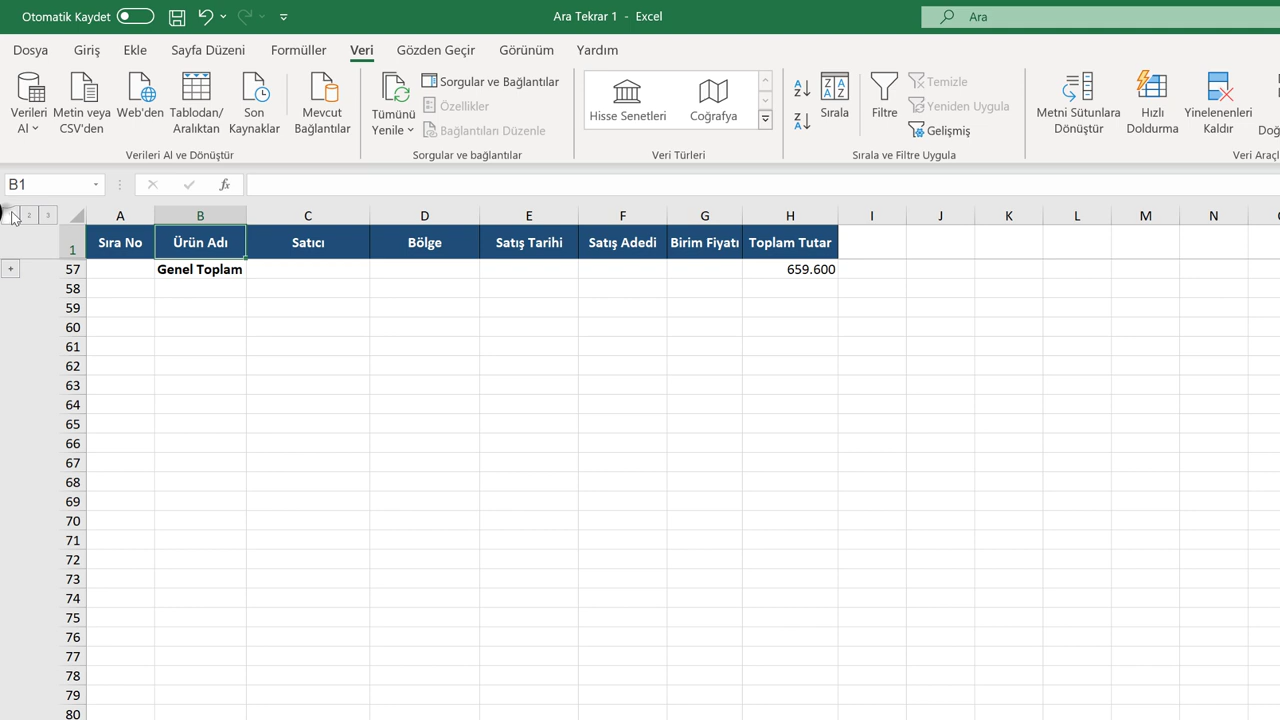 Otomatik Kaydet
Ara Tekrar 1 - Excel
Ara
Dosya Giriş Ekle Sayfa Düzeni Formüller Veri Gözden Geçir Görünüm Yardım
Verileri Al
Metin veya CSV'den
Web'den
Tablodan/ Aralıktan
Son Kaynaklar
Mevcut Bağlantılar
Verileri Al ve Dönüştür
Tümünü Yenile
Sorgular ve Bağlantılar
Özellikler
Bağlantıları Düzenle
Sorgular ve bağlantılar
Hisse Senetleri
Coğrafya
Veri Türleri
Sırala
Filtre
Temizle
Yeniden Uygula
Gelişmiş
Sırala ve Filtre Uygula
Metni Sütunlara Dönüştür
Hızlı Doldurma
Yinelenenleri Kaldır
Veri Araçl
B1
fx
2 3
A B C D E F G H I J K L M N
1 Sıra No Ürün Adı Satıcı Bölge Satış Tarihi Satış Adedi Birim Fiyatı Toplam Tutar
57 Genel Toplam 659.600
58
59
60
61
62
63
64
65
66
67
68
69
70
71
72
73
74
75
76
77
78
79
80